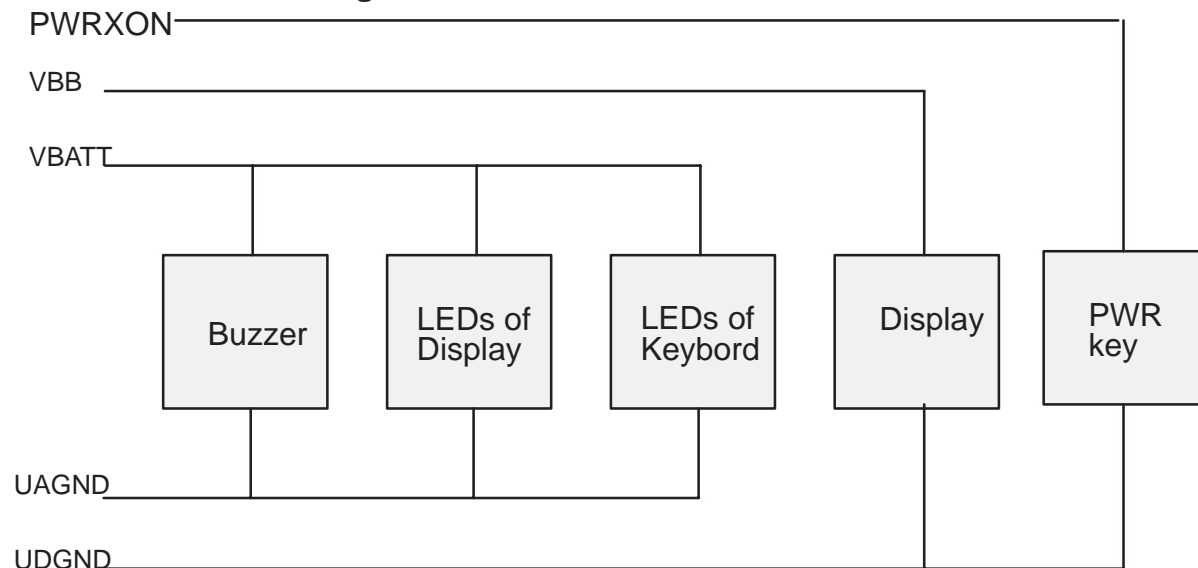 PWRXON
VBB
VBATT
Buzzer
LEDs of
Display
LEDs of
Keybord
Display
PWR
key
UAGND
UDGND